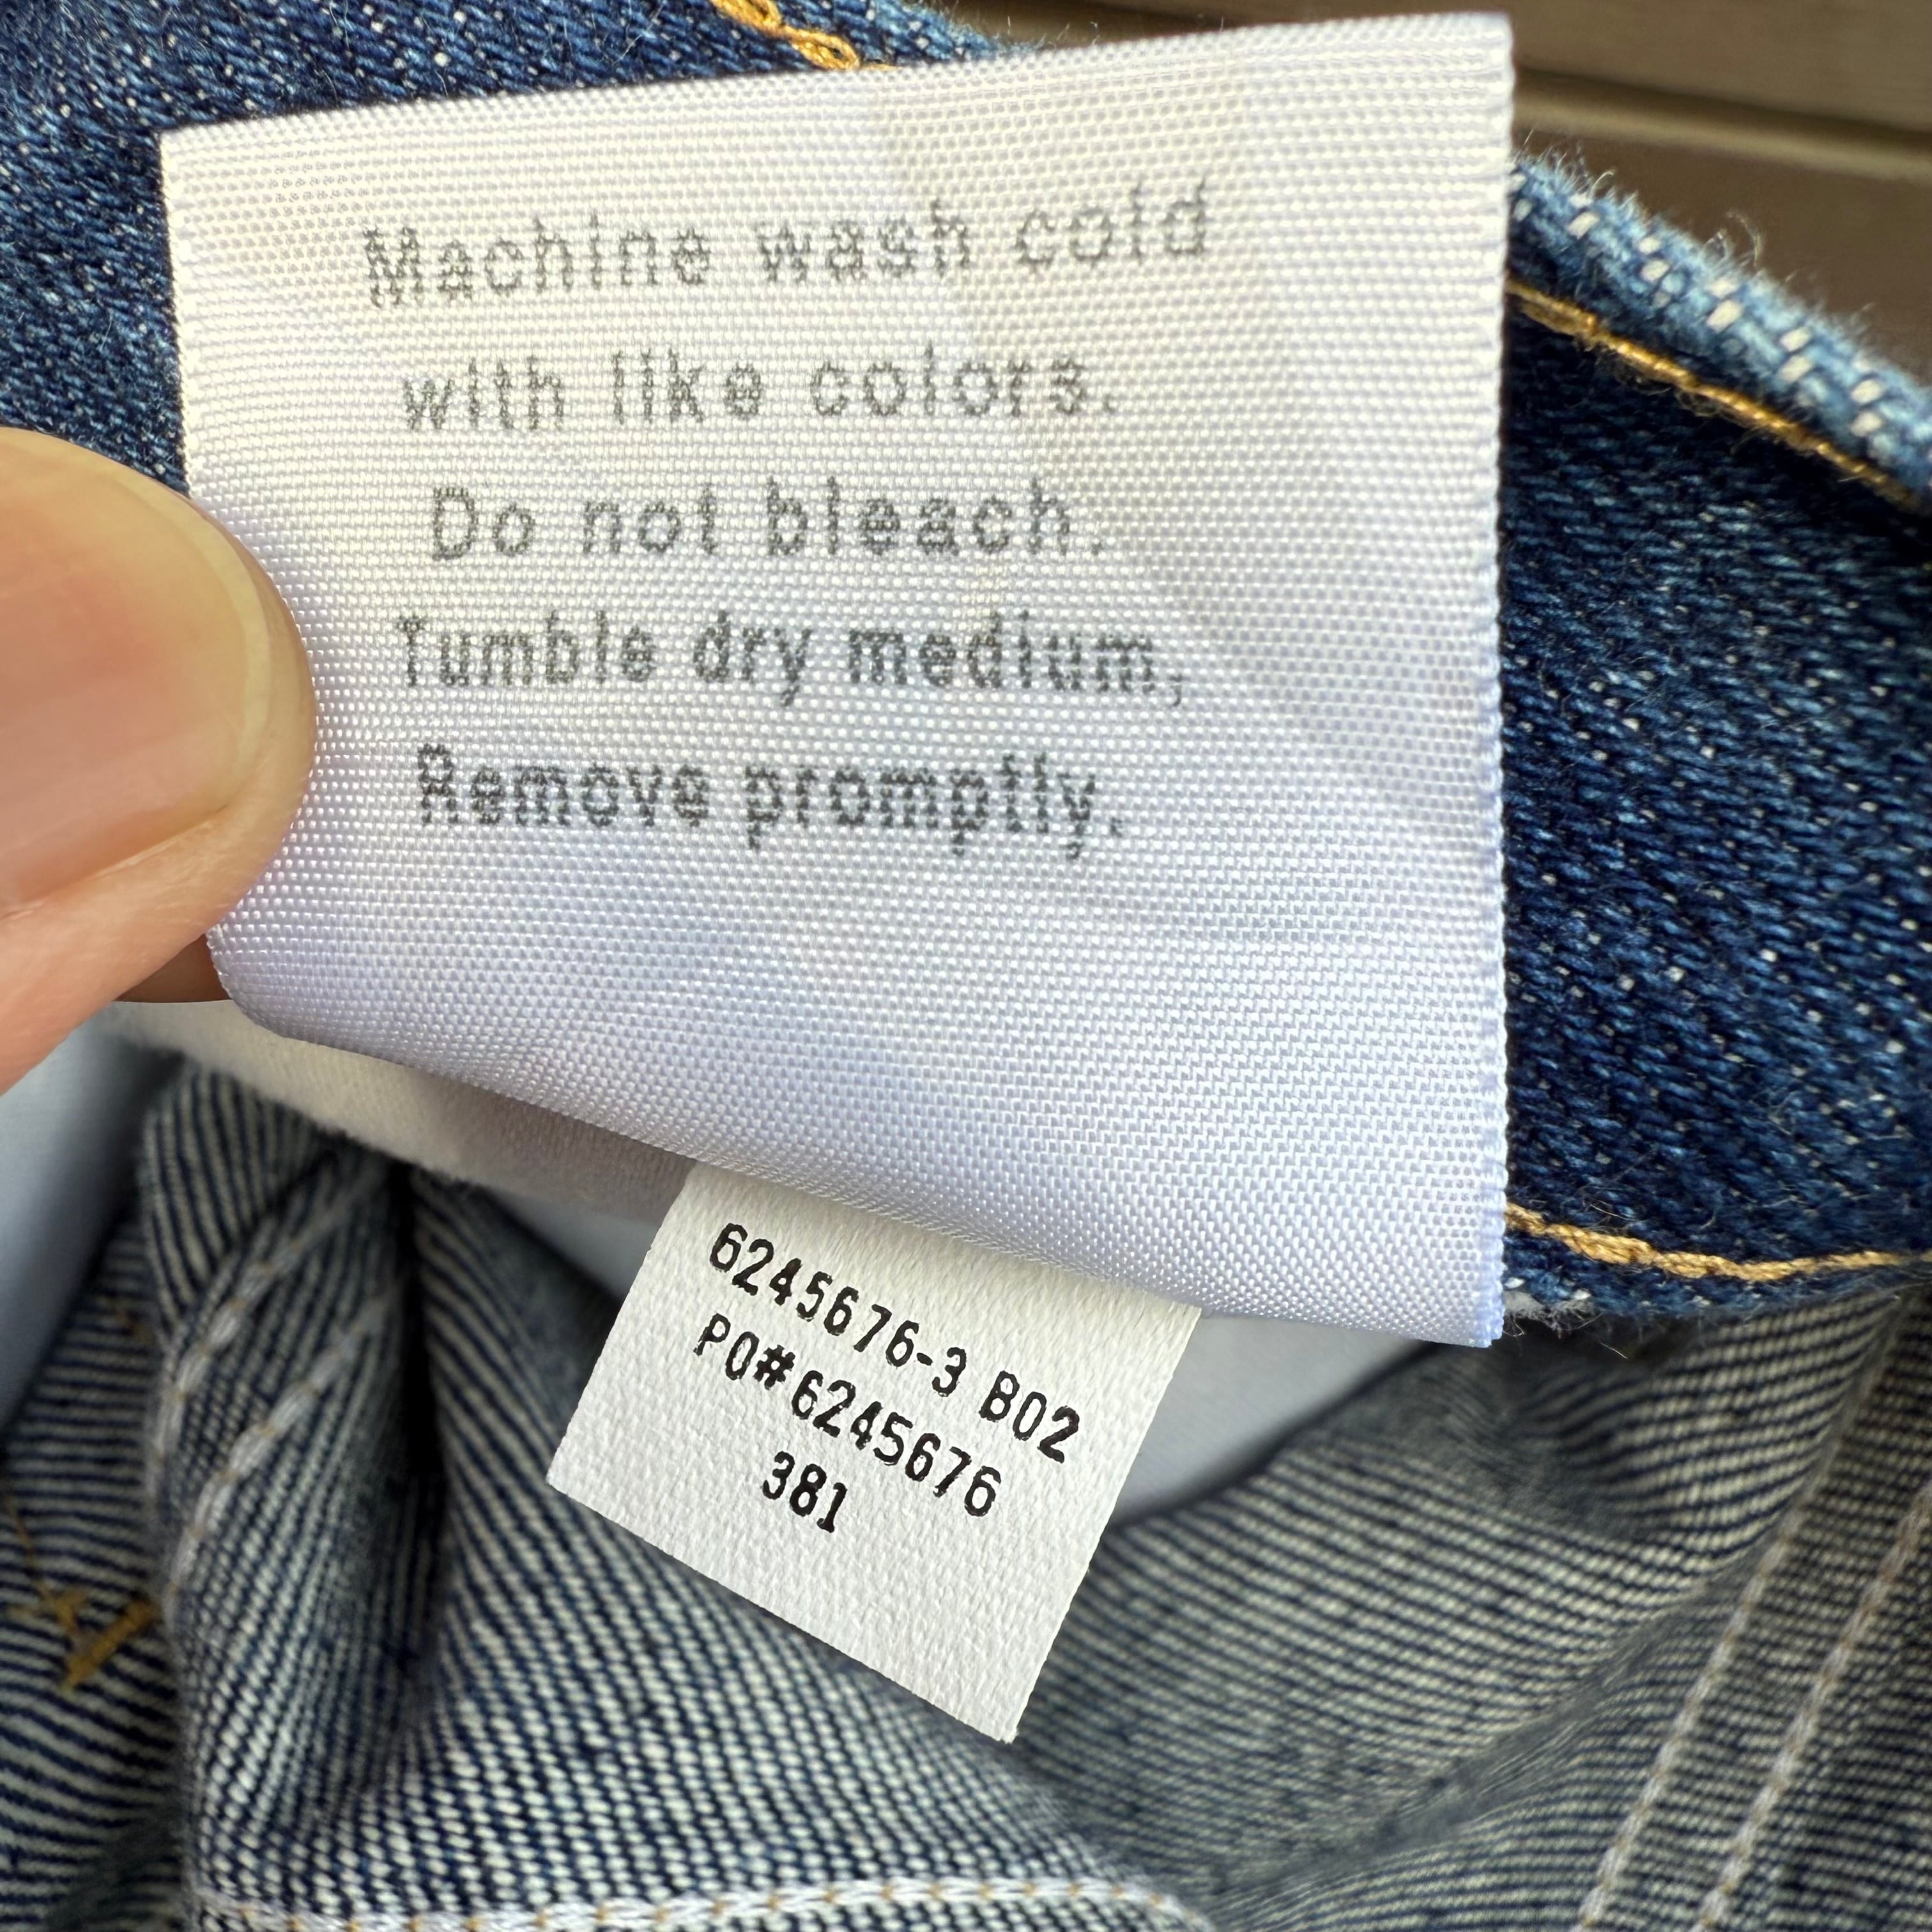 Machine wash cold
with like colors.
Do not bleach.
Tumble dry medium,
Remove promptly.
6245676-3 B02
PO#6245676
381